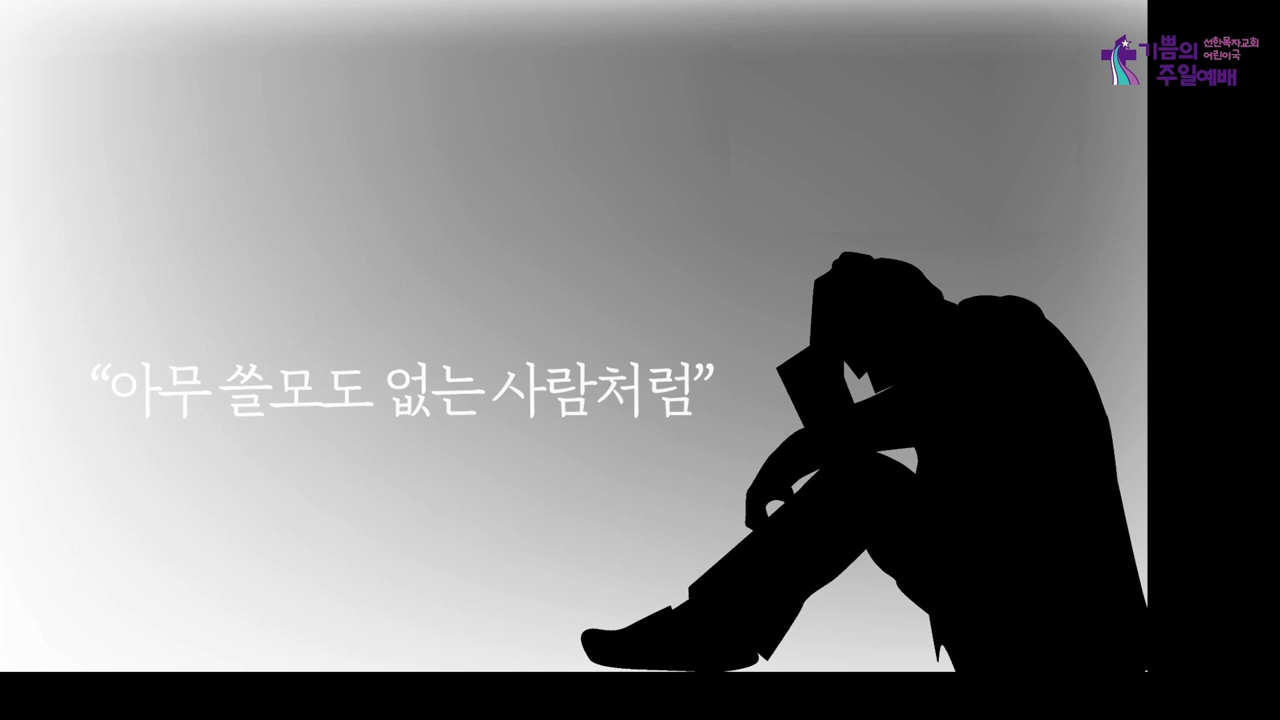 기쁨의
선한목자교회
어린이국
주일예배
“아무 쓸모도 없는 사람처럼”